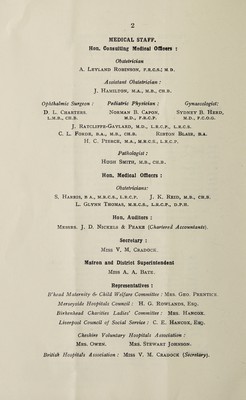 2
MEDICAL STAFF.
Hon. Consulting Medical Officers :
Obstetrician
A. LEYLAND ROBINSON, F.R.C.S.; M.B.
Assistant Obstetrician :
J. HAMILTON, M.A., M.B., CH.B.
Ophthalmic Surgeon : Pediatric Physician : Gynaecologist:
D. L. CHARTERS, NORMAN B. CAPON, SYDNEY B. HERD,
L.M.B., CH.B. M.D., F.R.C.P. M.D., F.C.O.G.
J. RATCLIFFE-GAYLARD, M.D., L.R.C.P., L.R.C.S.
C. L. FORDE, B.A., M.B., CH.B. ROSTON BLAIR, B.A.
H. C. PIERCE, M.A., M.R.C.S., L.R.C.P.
Pathologist :
HUGH SMITH, M.B., CH.B.
Hon. Medical Officers :
Obstetricians:
S. HARRIS, B A., M.R.C.S., L.R.C.P. J. K. REID, M.B., CH.B.
L. GLYNN THOMAS, M.R.C.S., L.R.C.P., D.P.H.
Hon. Auditors :
MESSRS. J. D. NICKELS & PEAKE (Chartered Accountants).
Secretary :
MISS V. M. CRADOCK.
Matron and District Superintendent
MISS A. A. BATE.
Representatives :
B'head Maternity & Child Welfare Committee : MRS. GEO. PRENTICE.
Merseyside Hospitals Council : H. G. ROWLANDS, ESQ.
Birkenhead Charities Ladies' Committee : MRS. HANCOX.
Liverpool Council of Social Service : C. E. HANCOX, ESQ.
Cheshire Voluntary Hospitals Association :
MRS. OWEN. MRS. STEWART JOHNSON.
British Hospitals Association : MISS V. M. CRADOCK (Secretary).